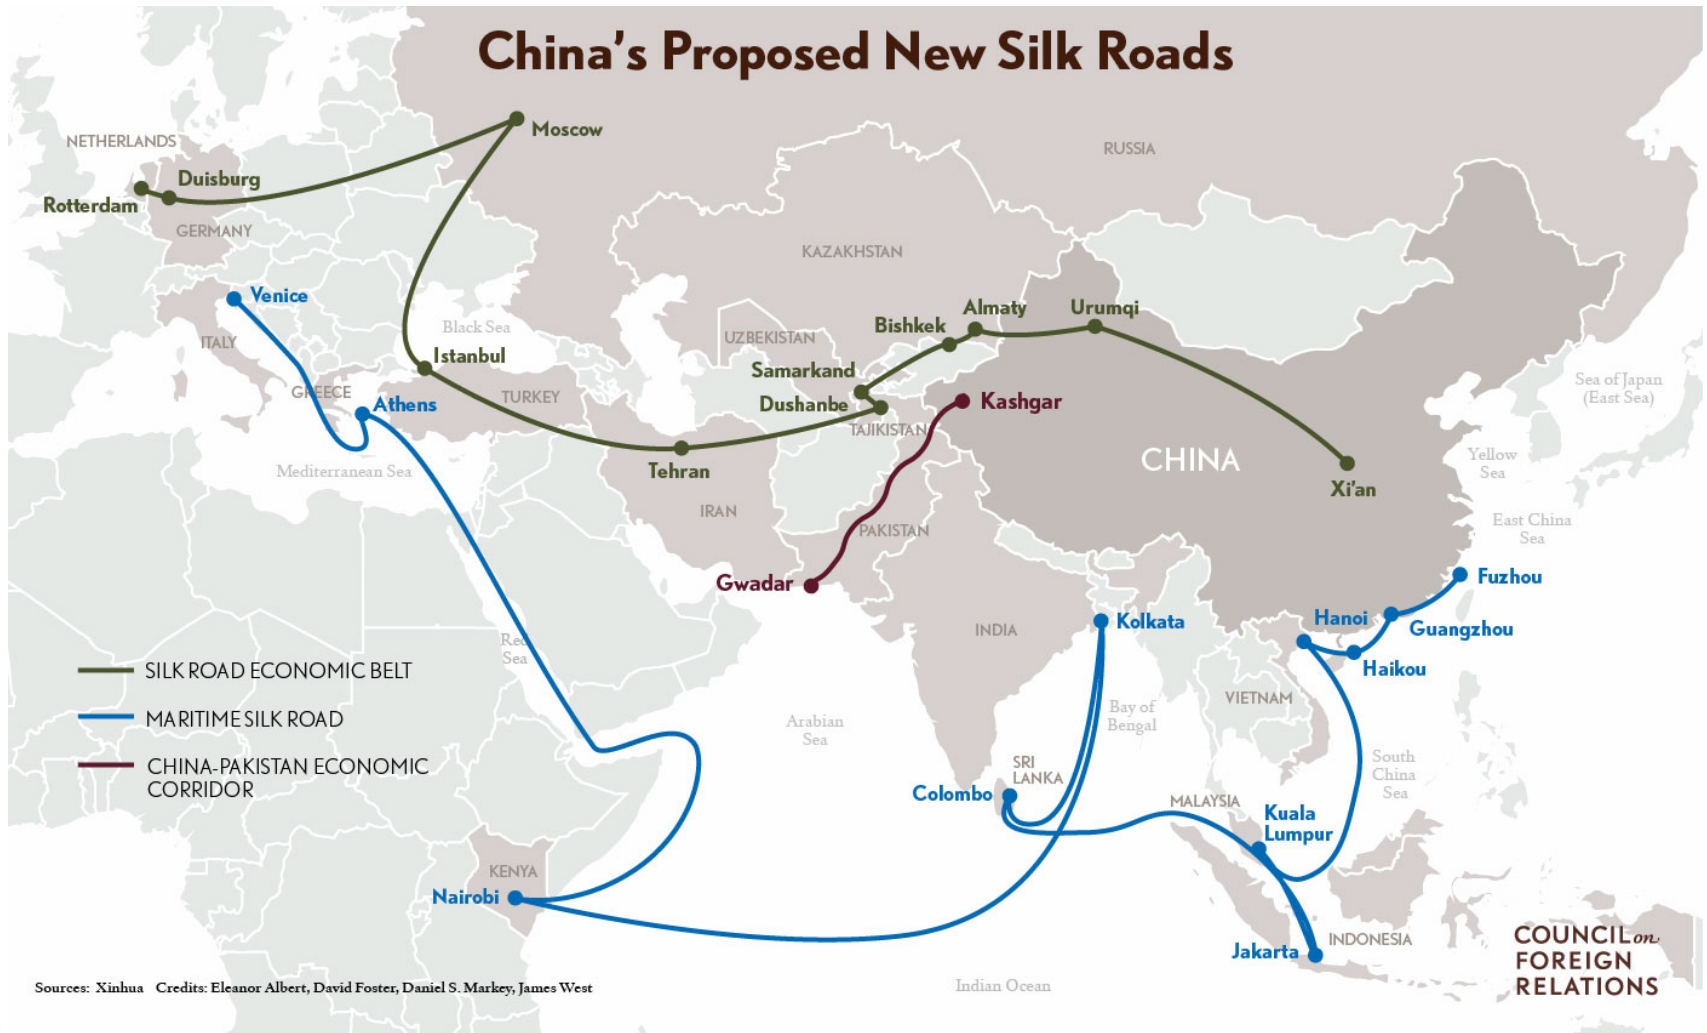 China's Proposed New Silk Roads
Moscow
NETHERLANDS
RUSSIA
Duisburg
Rotterdam
GERMANY
KAZAKHSTAN
Venice
Almaty
Urumqi
Black Sea
Bishkek
ITALY
UZBEKISTAN
Istanbul
Samarkand
Sea of Japan
(East Sea)
GREECE
TURKEY
Athens
Dushanbe
Kashgar
TAJIKISTAN
Mediterranean Sea
Tehran
CHINA
Yellow
Sea
Xi'an
IRAN
PAKISTAN
East China
Sea
Gwadar
Fuzhou
Kolkata
Hanoi
Guangzhou
INDIA
Red
Sea
Haikou
SILK ROAD ECONOMIC BELT
VIETNAM
MARITIME SILK ROAD
Arabian
Sea
Bay of
Bengal
CHINA-PAKISTAN ECONOMIC
CORRIDOR
SRI
LANKA
South
China
Sea
Colombo
MALAYSIA
Kuala
Lumpur
KENYA
Nairobi
Jakarta
INDONESIA
COUNCIL on
FOREIGN
RELATIONS
Sources: Xinhua Credits: Eleanor Albert, David Foster, Daniel S. Markey, James West
Indian Ocean